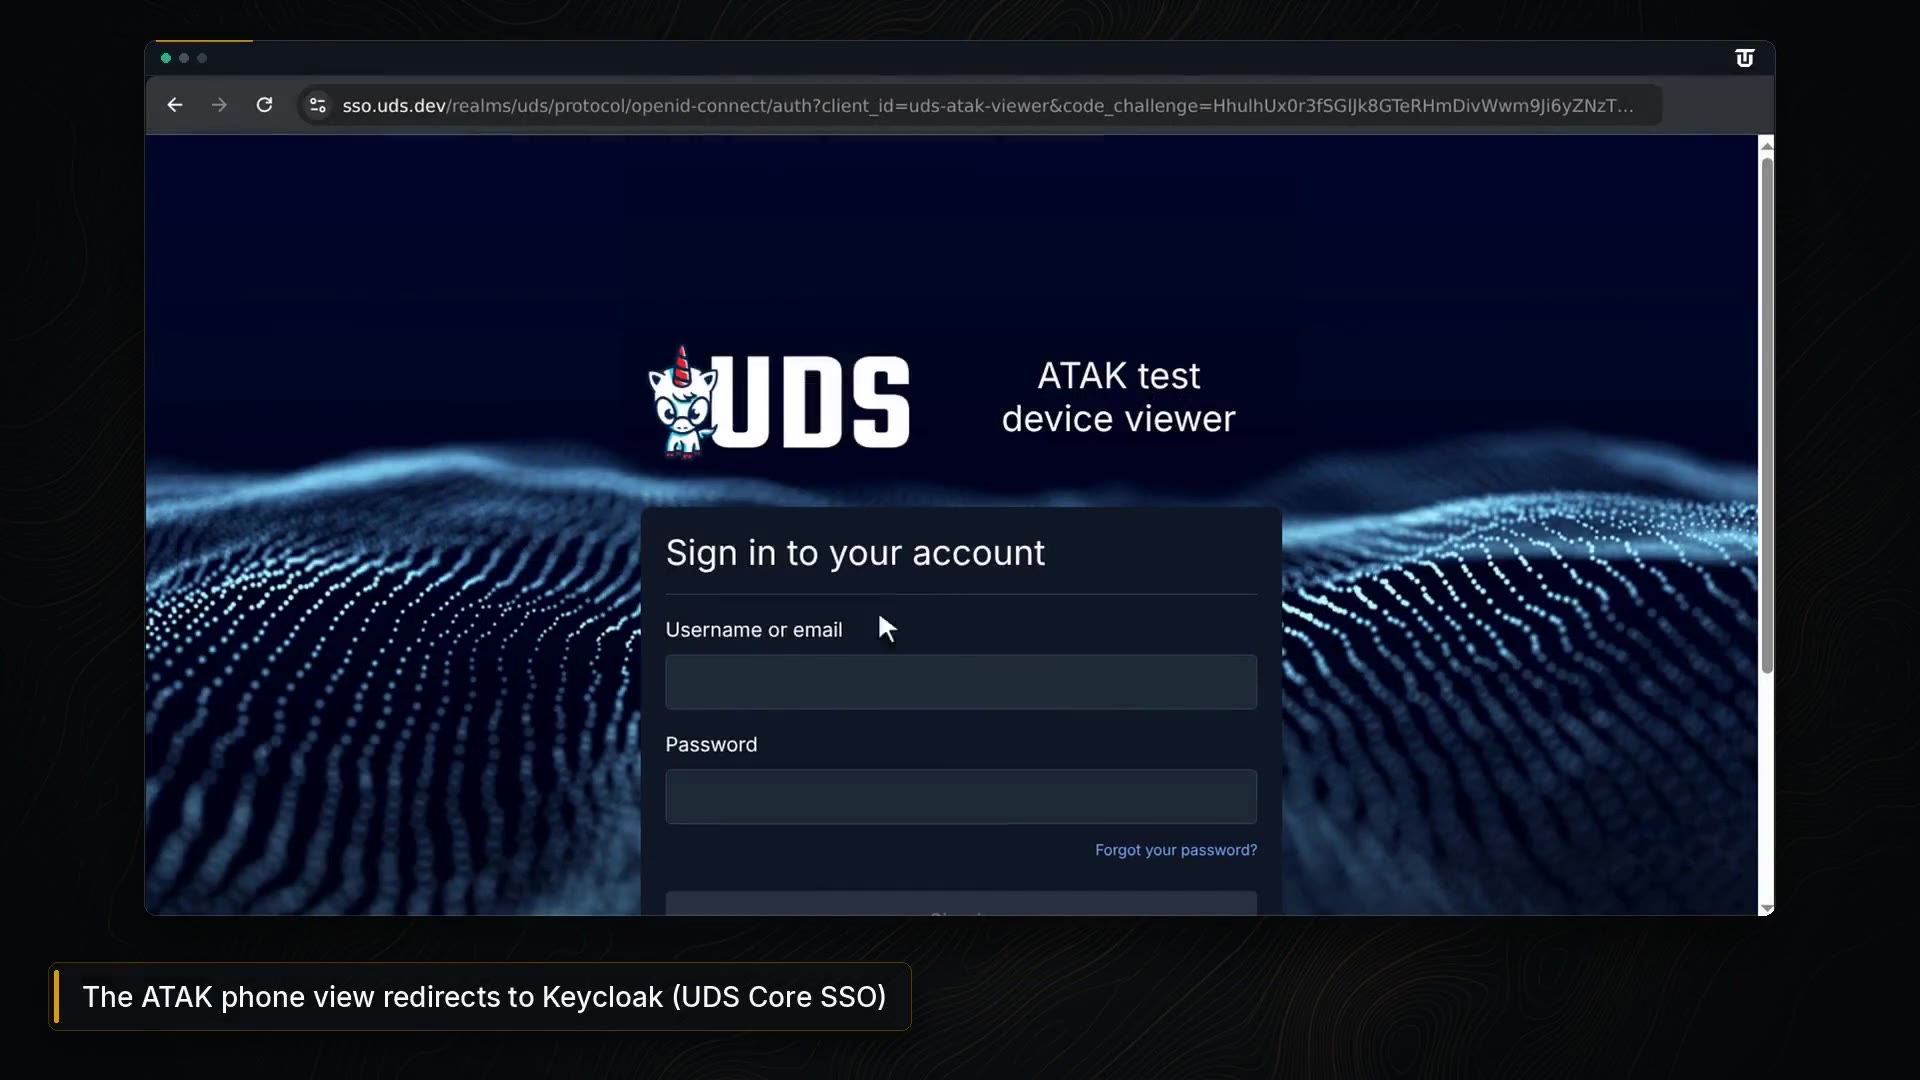 sso.uds.dev/realms/uds/protocol/openid-connect/auth?client_id=uds-atak-viewer&code_challenge=HhulhUx0r3fSGIJk8GTeRHmDivWwm9Ji6yZNzT...
UDS
ATAK test
device viewer
Sign in to your account
Username or email
Password
Forgot your password?
The ATAK phone view redirects to Keycloak (UDS Core SSO)